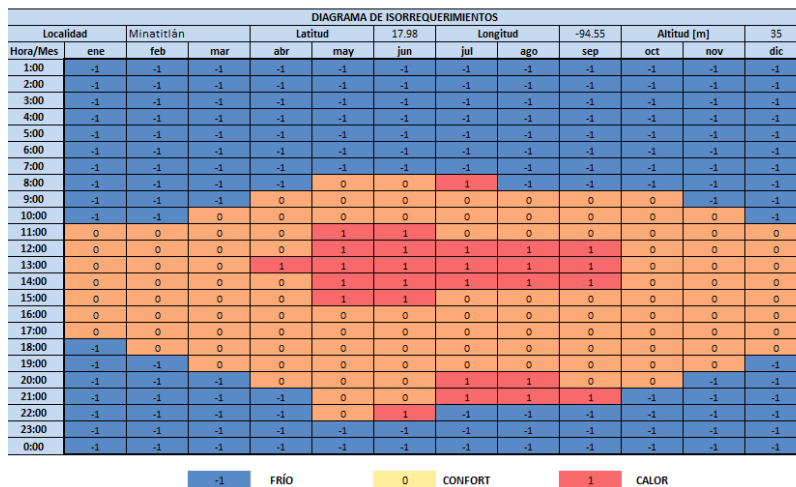 DIAGRAMA DE ISORREQUERIMIENTOS
Localidad Minatitlán Latitud 17.98 Longitud -94.55 Altitud [m] 35
Hora/Mes ene feb mar abr may jun jul ago sep oct nov dic
1:00 -1 -1 -1 -1 -1 -1 -1 -1 -1 -1 -1 -1
2:00 -1 -1 -1 -1 -1 -1 -1 -1 -1 -1 -1 -1
3:00 -1 -1 -1 -1 -1 -1 -1 -1 -1 -1 -1 -1
4:00 -1 -1 -1 -1 -1 -1 -1 -1 -1 -1 -1 -1
5:00 -1 -1 -1 -1 -1 -1 -1 -1 -1 -1 -1 -1
6:00 -1 -1 -1 -1 -1 -1 -1 -1 -1 -1 -1 -1
7:00 -1 -1 -1 -1 -1 -1 -1 -1 -1 -1 -1 -1
8:00 -1 -1 -1 -1 0 0 1 -1 -1 -1 -1 -1
9:00 -1 -1 -1 0 0 0 0 0 0 0 -1 -1
10:00 -1 -1 0 0 0 0 0 0 0 0 0 -1
11:00 0 0 0 0 1 1 0 0 0 0 0 0
12:00 0 0 0 0 1 1 1 1 1 0 0 0
13:00 0 0 0 1 1 1 1 1 1 0 0 0
14:00 0 0 0 0 1 1 1 1 1 0 0 0
15:00 0 0 0 0 1 1 0 0 0 0 0 0
16:00 0 0 0 0 0 0 0 0 0 0 0 0
17:00 0 0 0 0 0 0 0 0 0 0 0 0
18:00 -1 0 0 0 0 0 0 0 0 0 0 0
19:00 -1 -1 0 0 0 0 0 0 0 0 0 -1
20:00 -1 -1 -1 0 0 0 1 1 0 0 -1 -1
21:00 -1 -1 -1 -1 0 0 1 1 1 -1 -1 -1
22:00 -1 -1 -1 -1 0 1 -1 -1 -1 -1 -1 -1
23:00 -1 -1 -1 -1 -1 -1 -1 -1 -1 -1 -1 -1
0:00 -1 -1 -1 -1 -1 -1 -1 -1 -1 -1 -1 -1
-1 FRÍO 0 CONFORT 1 CALOR